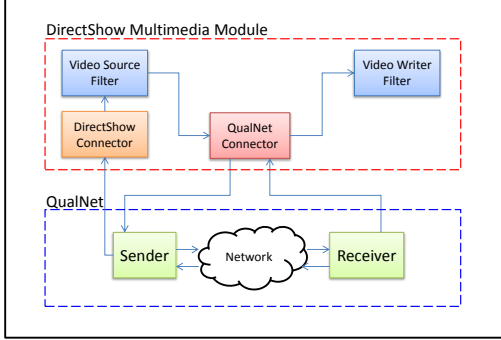 DirectShow Multimedia Module
Video Source
Filter
Video Writer
Filter
DirectShow
Connector
QualNet
Connector
QualNet
Sender
Network
Receiver